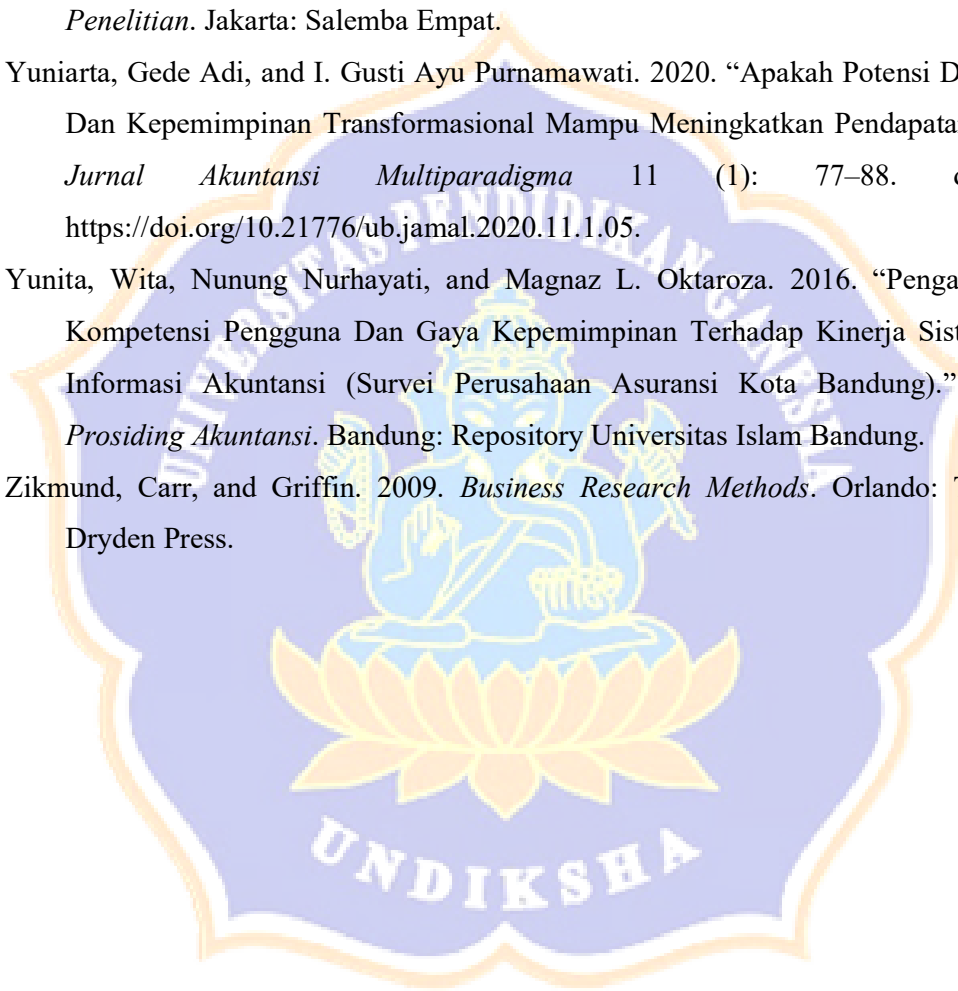 Penelitian. Jakarta: Salemba Empat.
Yuniarta, Gede Adi, and I. Gusti Ayu Purnamawati. 2020. “Apakah Potensi
Dan Kepemimpinan Transformasional Mampu Meningkatkan
Jurnal Akuntansi Multiparadigma 11 (1): 77–88.
https://doi.org/10.21776/ub.jamal.2020.11.1.05.
Yunita, Wita, Nunung Nurhayati, and Magnaz L. Oktaroza. 2016.
Kompetensi Pengguna Dan Gaya Kepemimpinan Terhadap Kinerja
Informasi Akuntansi (Survei Perusahaan Asuransi Kota Bandung).”
Prosiding Akuntansi. Bandung: Repository Universitas Islam Bandung.
Zikmund, Carr, and Griffin. 2009. Business Research Methods. Orlando:
Dryden Press.
UNIVERSITAS PENDIDIKAN GANESHA
UNDIKSHA